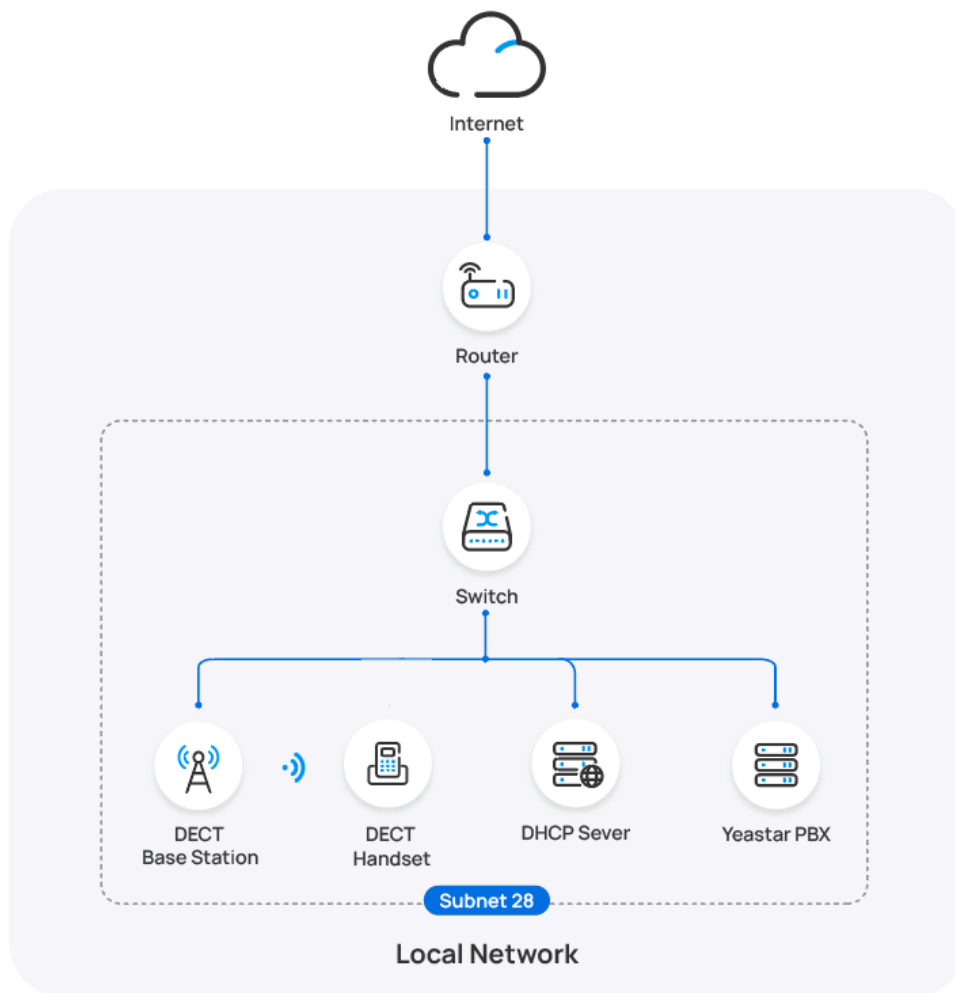 Internet
Router
Switch
DECT
Base Station
DECT
Handset
DHCP Sever
Yeastar PBX
Subnet 28
Local Network